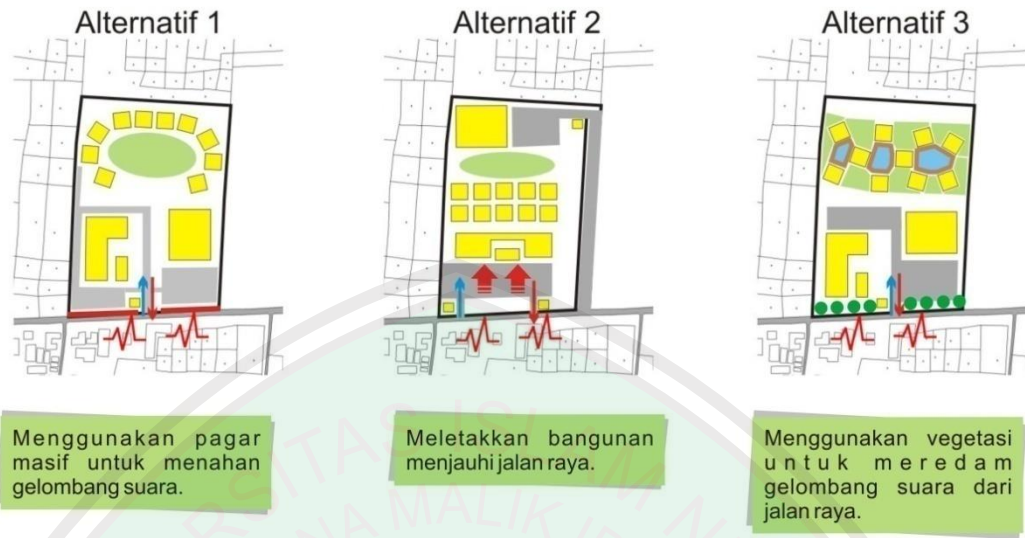 Alternatif 1
Alternatif 2
Alternatif 3
Menggunakan pagar
masif untuk menahan
gelombang suara.
Meletakkan bangunan
menjauhi jalan raya.
Menggunakan vegetasi
untuk meredam
gelombang suara dari
jalan raya.